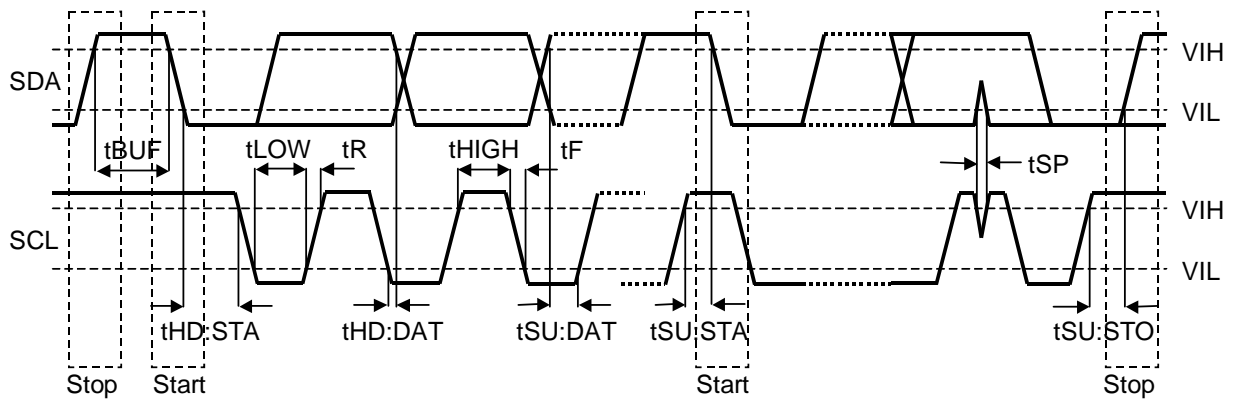 VIH
SDA
VIL
tBUF tLOW tR tHIGH tF
tSP
VIH
SCL
VIL
tHD:STA tHD:DAT tSU:DAT tSU:STA tSU:STO
Stop Start Start Stop